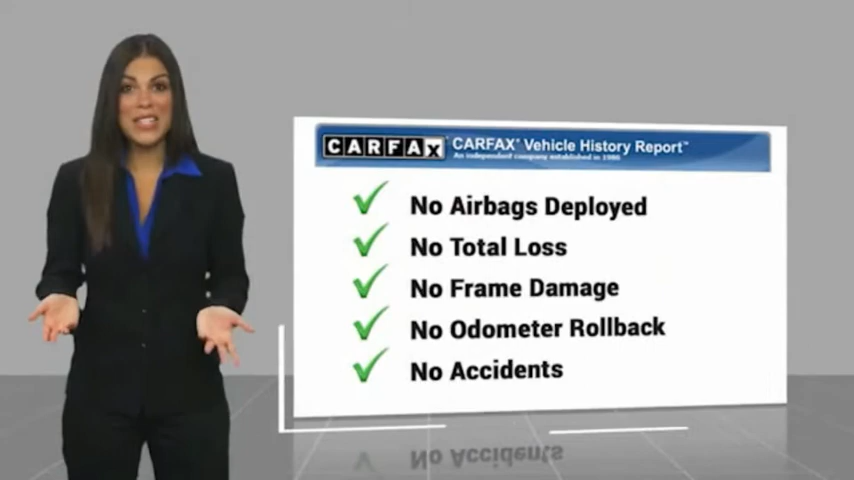 CARFAX CARFAX® Vehicle History Report™
An independent company established in 1986
No Airbags Deployed
No Total Loss
No Frame Damage
No Odometer Rollback
No Accidents
No Accidents